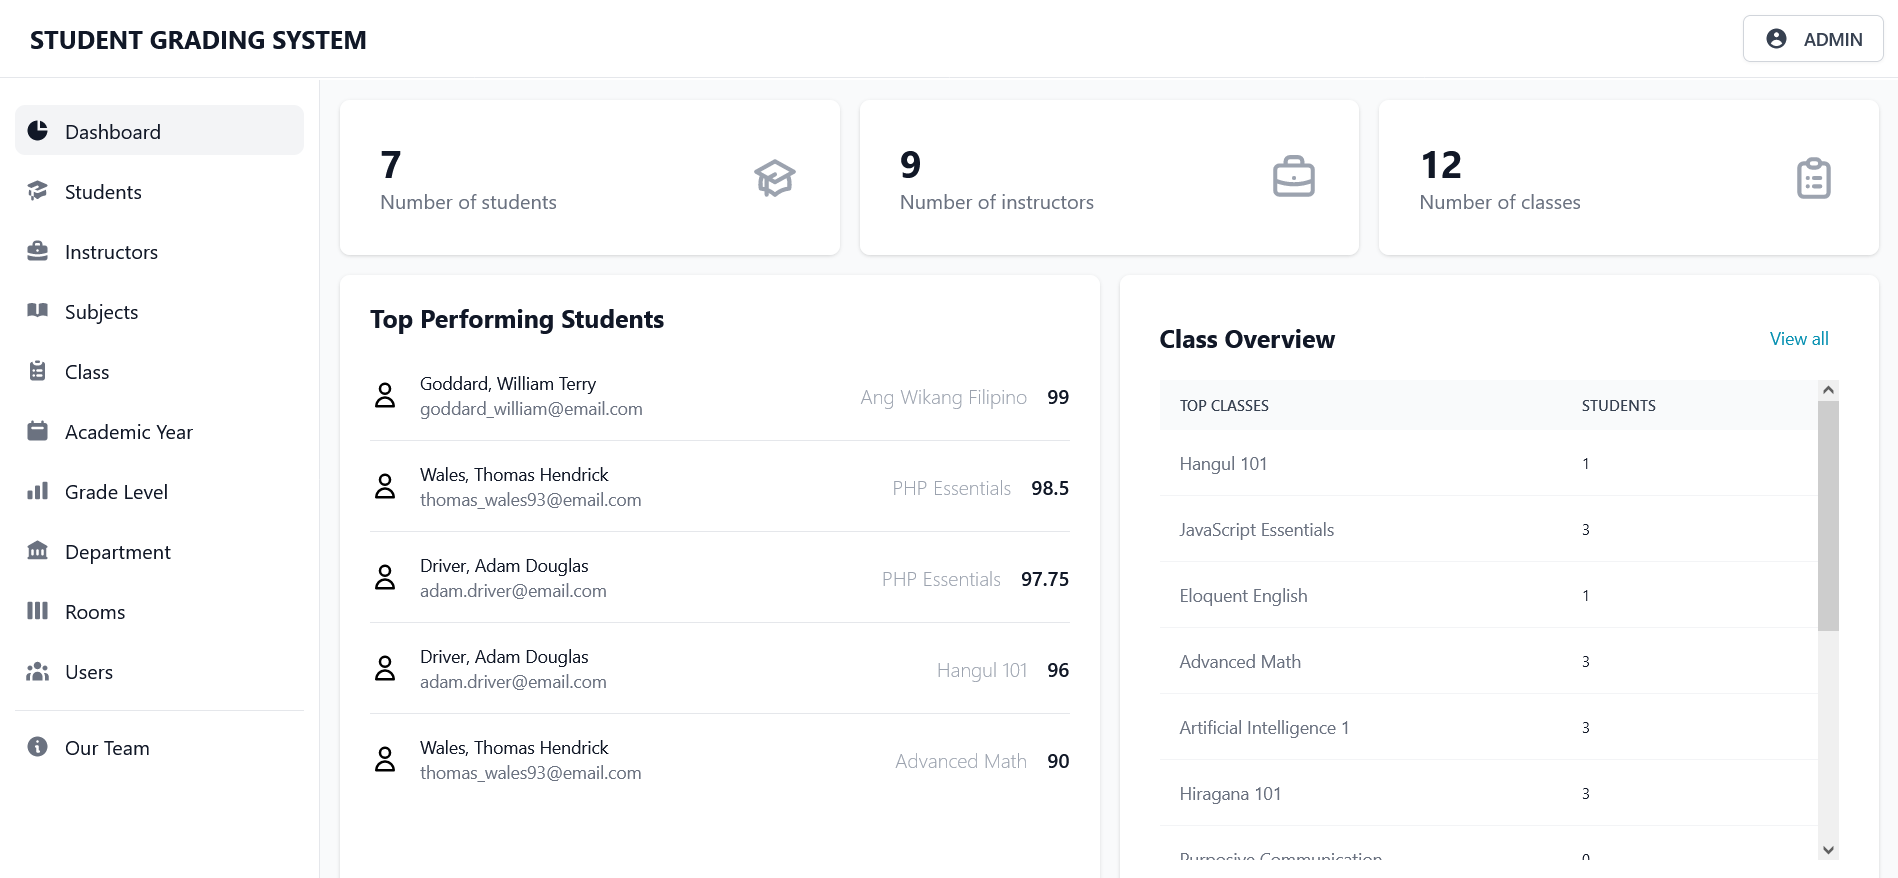 STUDENT GRADING SYSTEM
ADMIN
Dashboard
Students
Instructors
Subjects
Class
Academic Year
Grade Level
Department
Rooms
Users
Our Team
7
Number of students
9
Number of instructors
12
Number of classes
Top Performing Students
Goddard, William Terry
goddard_william@email.com
Ang Wikang Filipino 99
Wales, Thomas Hendrick
thomas_wales93@email.com
PHP Essentials 98.5
Driver, Adam Douglas
adam.driver@email.com
PHP Essentials 97.75
Driver, Adam Douglas
adam.driver@email.com
Hangul 101 96
Wales, Thomas Hendrick
thomas_wales93@email.com
Advanced Math 90
Class Overview
View all
TOP CLASSES STUDENTS
Hangul 101 1
JavaScript Essentials 3
Eloquent English 1
Advanced Math 3
Artificial Intelligence 1 3
Hiragana 101 3
Purposive Communication 0